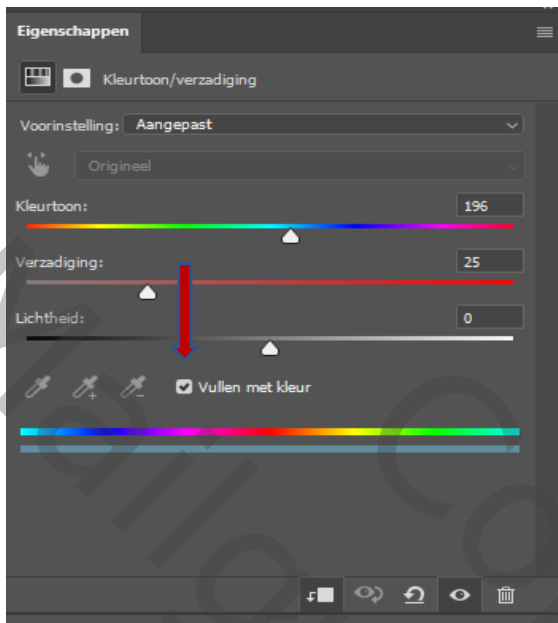 Eigenschappen
Kleurtoon/verzadiging
Voorinstelling: Aangepast
Origineel
Kleurtoon: 196
Verzadiging: 25
Lichtheid: 0
Vullen met kleur